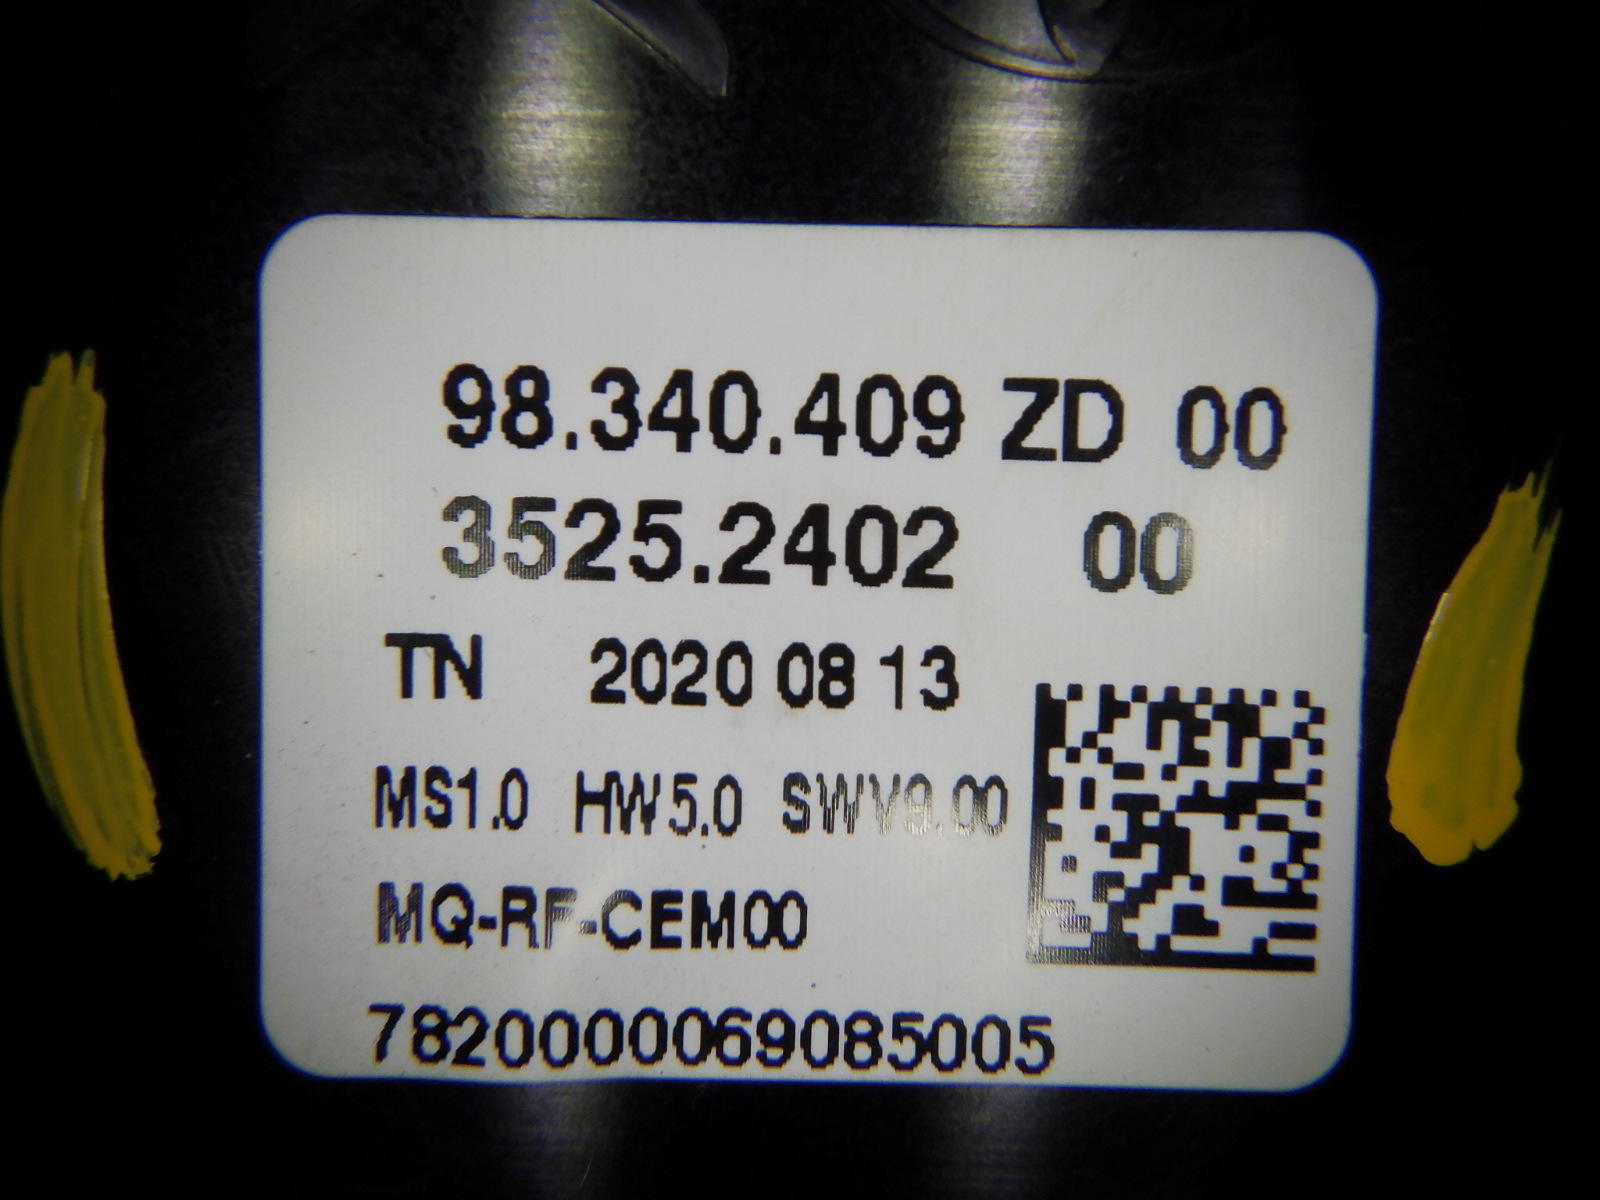 98.340.409 ZD 00
3525.2402 00
TN 2020 08 13
MS1.0 HW5.0 SWV9.00
MQ-RF-CEM00
7820000069085005